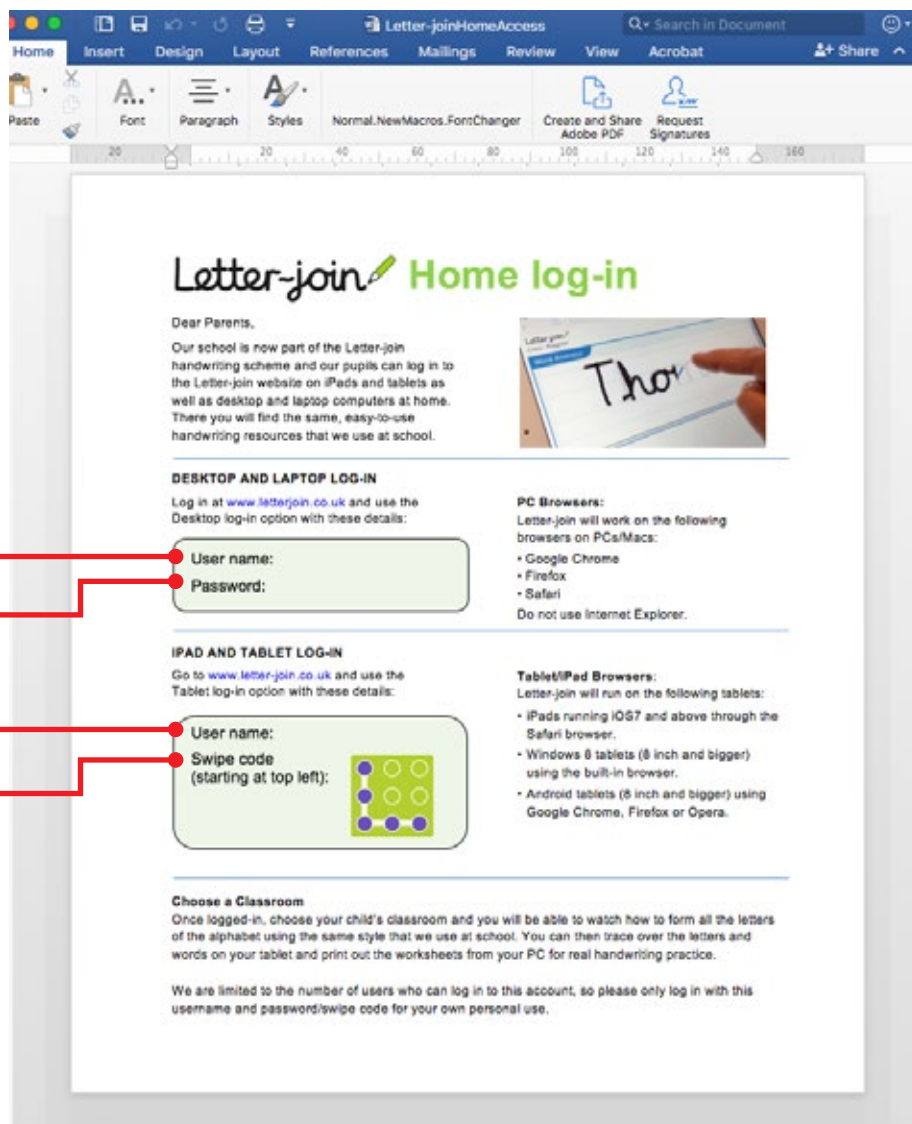 Letter-joinHomeAccess
Search in Document
Home Insert Design Layout References Mailings Review View Acrobat Share
Paste Font Paragraph Styles Normal.NewMacros.FontChanger Create and Share Adobe PDF Request Signatures
20 20 40 60 80 100 120 140 160
Letter-join Home log-in
Dear Parents,
Our school is now part of the Letter-join
handwriting scheme and our pupils can log in to
the Letter-join website on iPads and tablets as
well as desktop and laptop computers at home.
There you will find the same, easy-to-use
handwriting resources that we use at school.
Thor
DESKTOP AND LAPTOP LOG-IN
Log in at www.letterjoin.co.uk and use the
Desktop log-in option with these details:
User name:
Password:
PC Browsers:
Letter-join will work on the following
browsers on PCs/Macs:
• Google Chrome
• Firefox
• Safari
Do not use Internet Explorer.
IPAD AND TABLET LOG-IN
Go to www.letter-join.co.uk and use the
Tablet log-in option with these details:
User name:
Swipe code
(starting at top left):
Tablet/iPad Browsers:
Letter-join will run on the following tablets:
• iPads running iOS7 and above through the
Safari browser.
• Windows 8 tablets (8 inch and bigger)
using the built-in browser.
• Android tablets (8 inch and bigger) using
Google Chrome, Firefox or Opera.
Choose a Classroom
Once logged-in, choose your child's classroom and you will be able to watch how to form all the letters
of the alphabet using the same style that we use at school. You can then trace over the letters and
words on your tablet and print out the worksheets from your PC for real handwriting practice.
We are limited to the number of users who can log in to this account, so please only log in with this
username and password/swipe code for your own personal use.